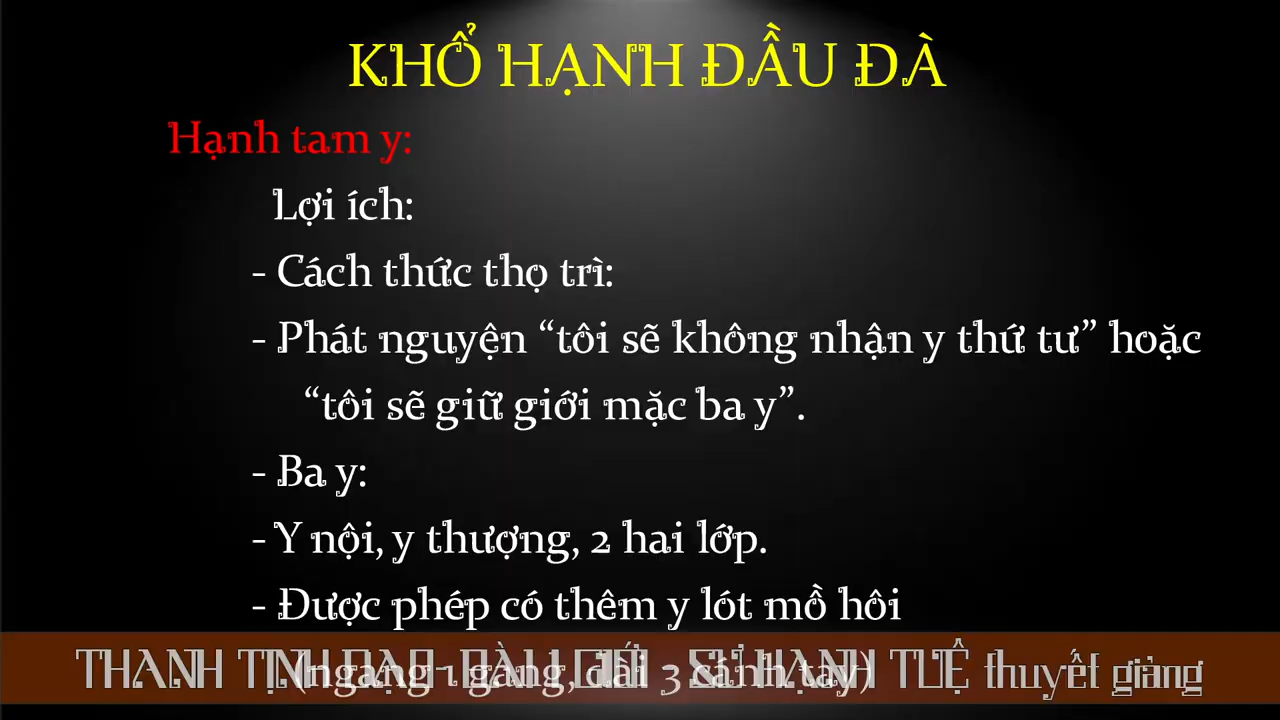 KHỔ HẠNH ĐẦU ĐÀ
Hạnh tam y:
Lợi ích:
- Cách thức thọ trì:
- Phát nguyện “tôi sẽ không nhận y thứ tư” hoặc
“tôi sẽ giữ giới mặc ba y”.
- Ba y:
- Y nội, y thượng, 2 hai lớp.
- Được phép có thêm y lót mồ hôi
(ngang 1 gang, dài 3 cánh tay)
THANH TỊNH ĐẠO - BÀI GIỚI - SƯ HẠNH TUỆ thuyết giảng